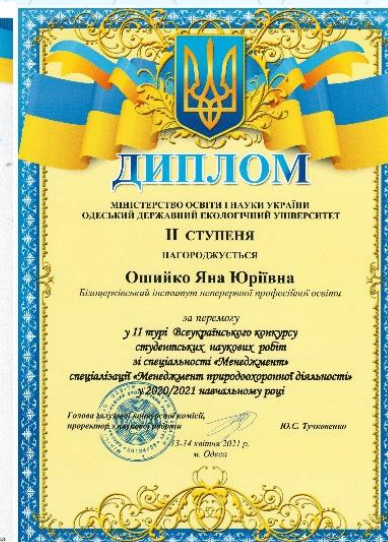 ДИПЛОМ
МІНІСТЕРСТВО ОСВІТИ І НАУКИ УКРАЇНИ
ОДЕСЬКИЙ ДЕРЖАВНИЙ ЕКОЛОГІЧНИЙ УНІВЕРСИТЕТ
ІІ СТУПЕНЯ
НАГОРОДЖУЄТЬСЯ
Ошийко Яна Юріївна
Білоцерківський інститут неперервної професійної освіти
за перемогу
у ІІ турі Всеукраїнського конкурсу
студентських наукових робіт
зі спеціальності «Менеджмент»
спеціалізації «Менеджмент природоохоронної діяльності»
у 2020/2021 навчальному році
Голова галузевої конкурсної комісії,
проректор з наукової роботи Ю.С. Тучковенко
13-14 квітня 2021 р.
м. Одеса